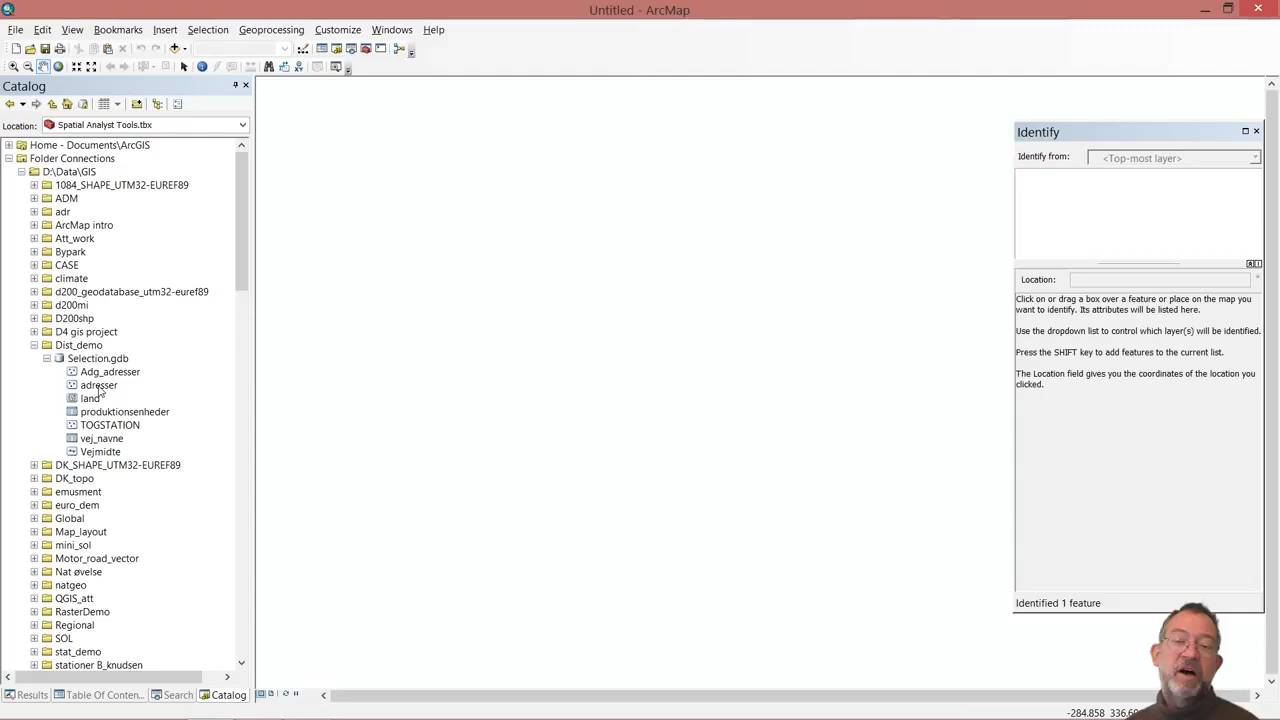 Untitled - ArcMap
File Edit View Bookmarks Insert Selection Geoprocessing Customize Windows Help
Catalog
Location: Spatial Analyst Tools.tbx
Home - Documents\ArcGIS
Folder Connections
D:\Data\GIS
1084_SHAPE_UTM32-EUREF89
ADM
adr
ArcMap intro
Att_work
Bypark
CASE
climate
d200_geodatabase_utm32-euref89
d200mi
D200shp
D4 gis project
Dist_demo
Selection.gdb
Adg_adresser
adresser
land
produktionsenheder
TOGSTATION
vej_navne
Vejmidte
DK_SHAPE_UTM32-EUREF89
DK_topo
emusment
euro_dem
Global
Map_layout
mini_sol
Motor_road_vector
Nat øvelse
natgeo
QGIS_att
RasterDemo
Regional
SOL
stat_demo
stationer B_knudsen
Results Table Of Conten... Search Catalog
Identify
Identify from: <Top-most layer>
Location:
Click on or drag a box over a feature or place on the map you
want to identify. Its attributes will be listed here.
Use the dropdown list to control which layer(s) will be identified.
Press the SHIFT key to add features to the current list.
The Location field gives you the coordinates of the location you
clicked.
Identified 1 feature
-284.858